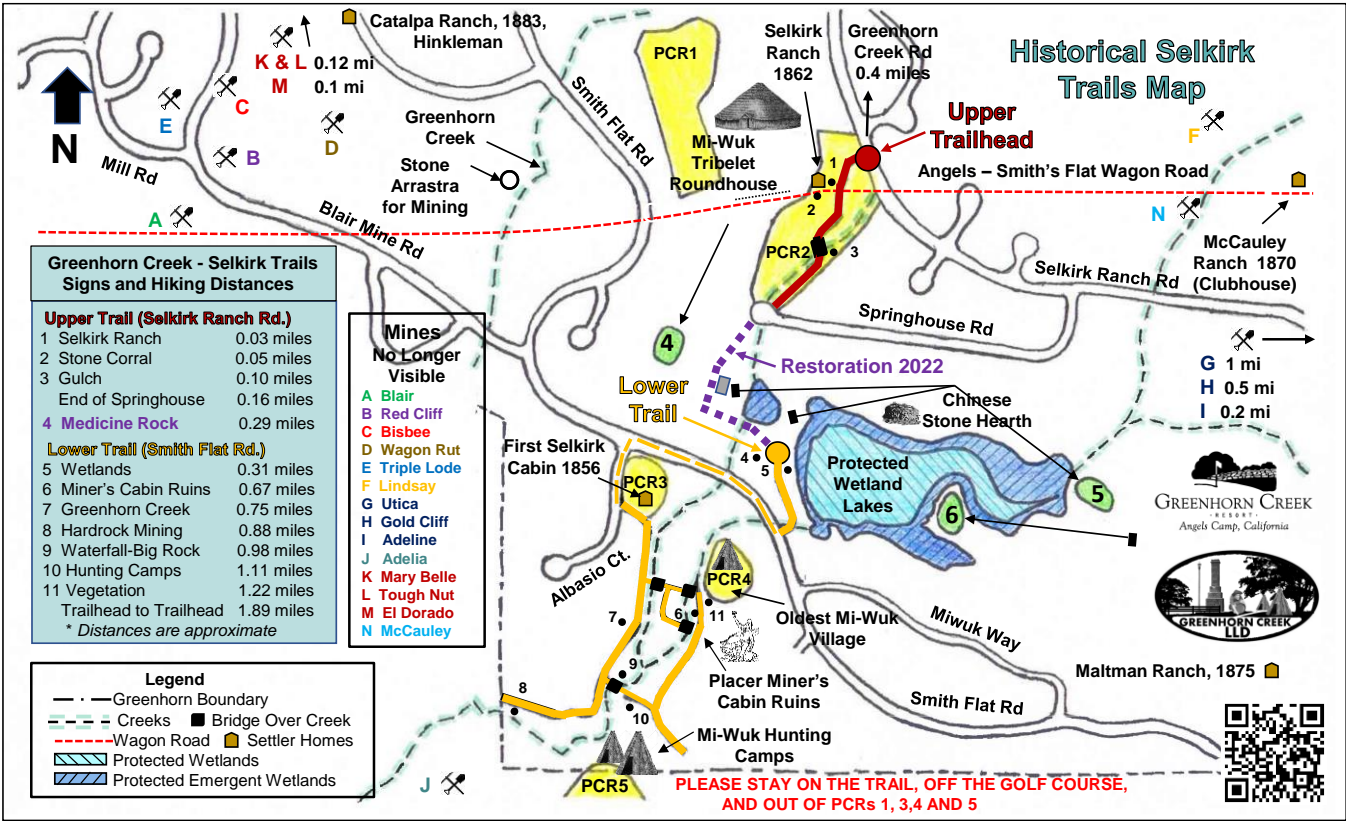 Historical Selkirk
Trails Map
Catalpa Ranch, 1883,
Hinkleman
K & L 0.12 mi
M 0.1 mi
C
E
B
D
A
N
Mill Rd
Blair Mine Rd
Greenhorn
Creek
Stone
Arrastra
for Mining
Smith Flat Rd
PCR1
Mi-Wuk
Tribelet
Roundhouse
Selkirk
Ranch
1862
Greenhorn
Creek Rd
0.4 miles
Upper
Trailhead
Angels – Smith's Flat Wagon Road
F
N
1
2
PCR2
3
McCauley
Ranch 1870
(Clubhouse)
Selkirk Ranch Rd
Springhouse Rd
G 1 mi
H 0.5 mi
I 0.2 mi
Greenhorn Creek - Selkirk Trails
Signs and Hiking Distances
Upper Trail (Selkirk Ranch Rd.)
1 Selkirk Ranch 0.03 miles
2 Stone Corral 0.05 miles
3 Gulch 0.10 miles
End of Springhouse 0.16 miles
4 Medicine Rock 0.29 miles
Lower Trail (Smith Flat Rd.)
5 Wetlands 0.31 miles
6 Miner's Cabin Ruins 0.67 miles
7 Greenhorn Creek 0.75 miles
8 Hardrock Mining 0.88 miles
9 Waterfall-Big Rock 0.98 miles
10 Hunting Camps 1.11 miles
11 Vegetation 1.22 miles
Trailhead to Trailhead 1.89 miles
* Distances are approximate
Mines
No Longer
Visible
A Blair
B Red Cliff
C Bisbee
D Wagon Rut
E Triple Lode
F Lindsay
G Utica
H Gold Cliff
I Adeline
J Adelia
K Mary Belle
L Tough Nut
M El Dorado
N McCauley
4
Restoration 2022
Lower
Trail
Chinese
Stone Hearth
4
5
Protected
Wetland
Lakes
5
6
First Selkirk
Cabin 1856
PCR3
Albasio Ct.
PCR4
Oldest Mi-Wuk
Village
6
11
7
9
8
10
Placer Miner's
Cabin Ruins
Mi-Wuk Hunting
Camps
PCR5
J
Miwuk Way
Smith Flat Rd
Maltman Ranch, 1875
GREENHORN CREEK
· RESORT ·
Angels Camp, California
GREENHORN CREEK
LLD
Legend
Greenhorn Boundary
Creeks Bridge Over Creek
Wagon Road Settler Homes
Protected Wetlands
Protected Emergent Wetlands
PLEASE STAY ON THE TRAIL, OFF THE GOLF COURSE,
AND OUT OF PCRs 1, 3,4 AND 5